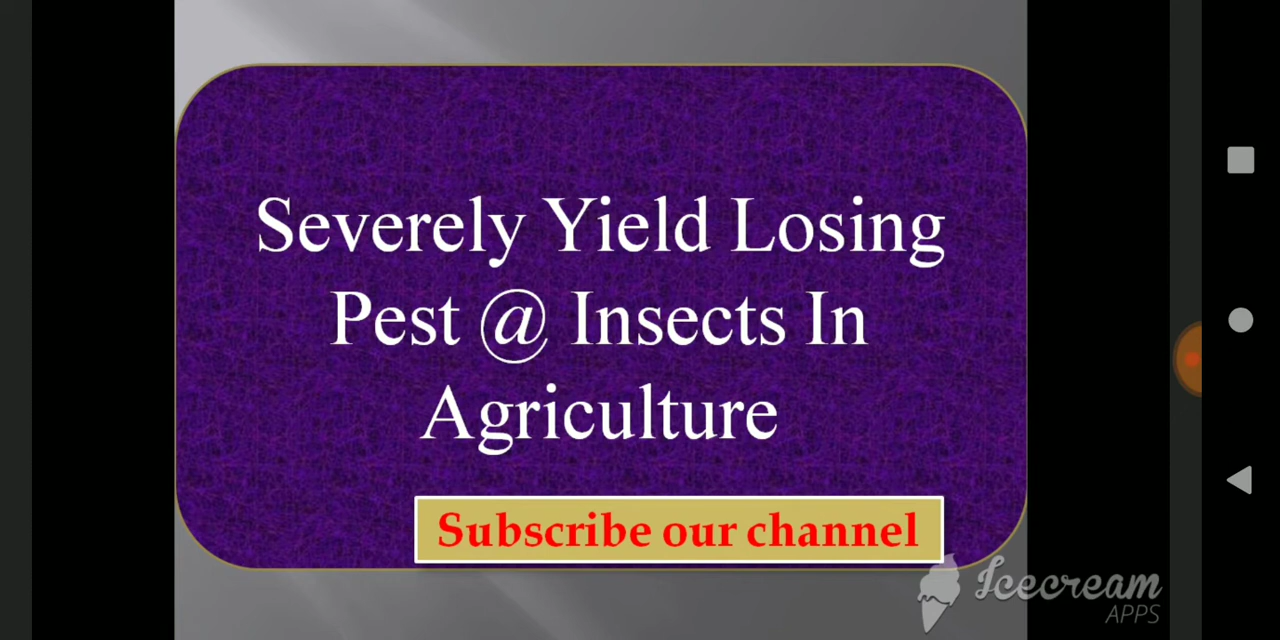 Severely Yield Losing
Pest @ Insects In
Agriculture
Subscribe our channel
Icecream
APPS